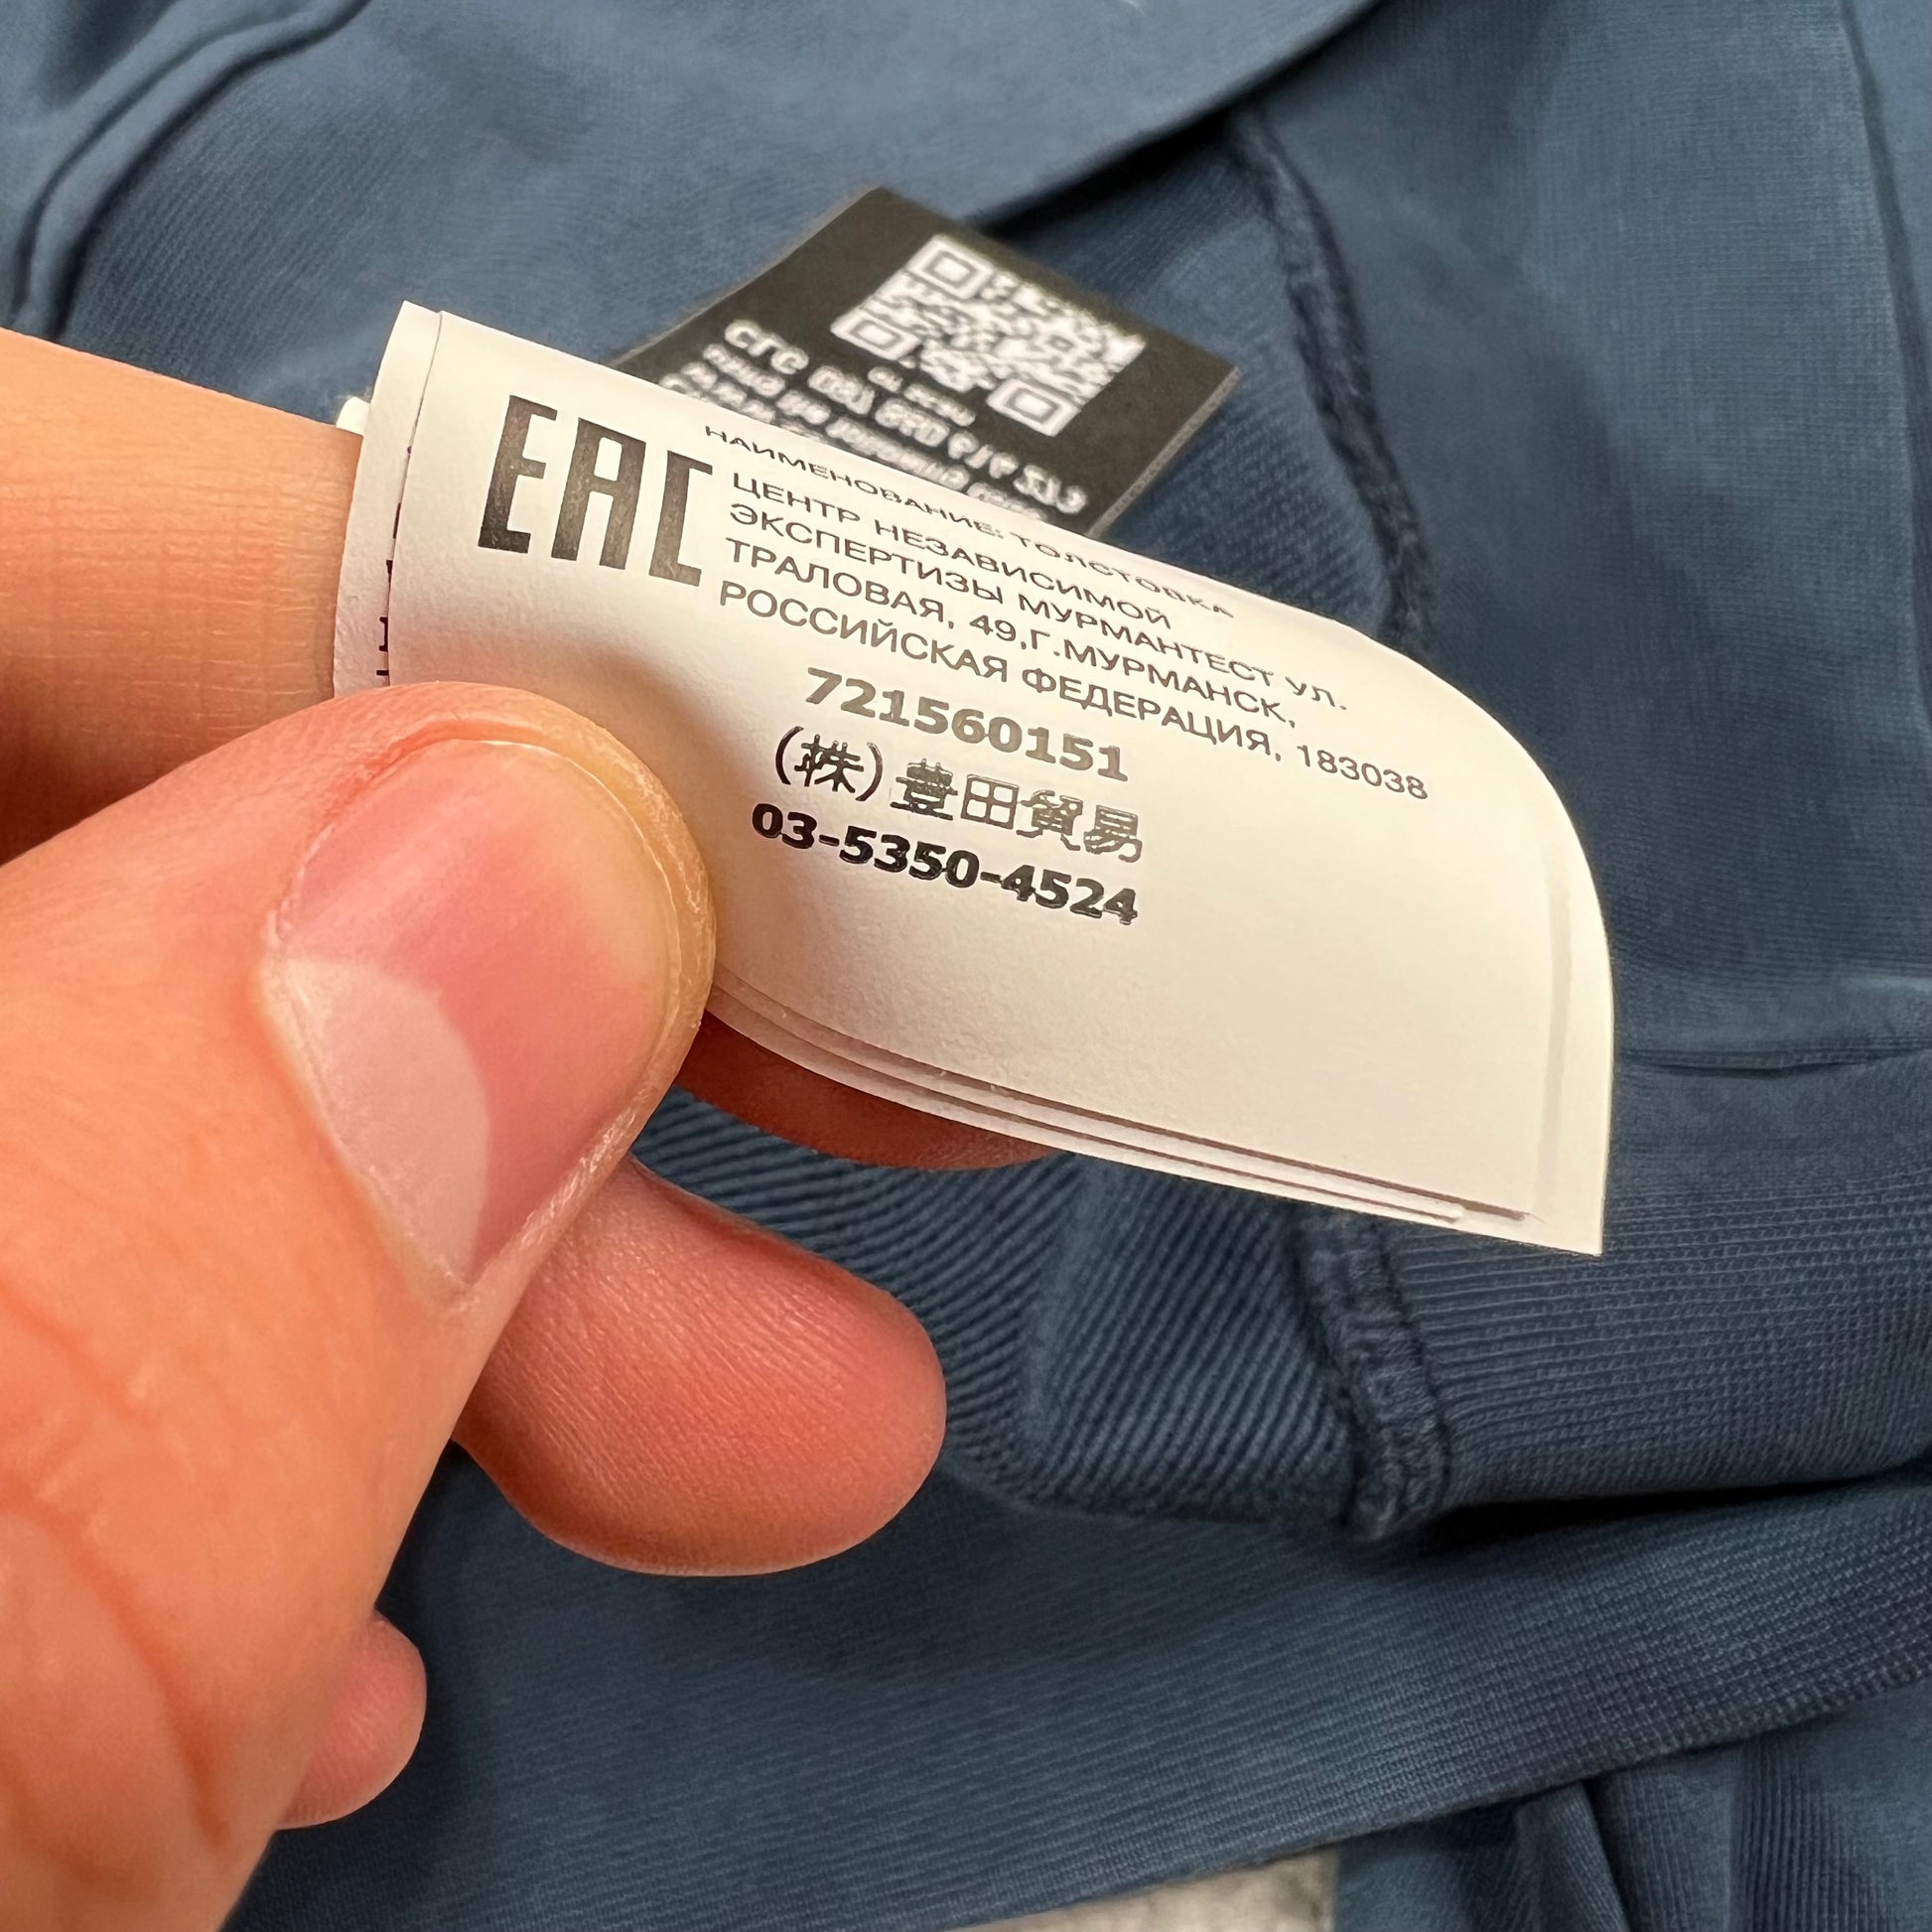 EAC
НАИМЕНОВАНИЕ: ТОЛСТОВКА
ЦЕНТР НЕЗАВИСИМОЙ
ЭКСПЕРТИЗЫ МУРМАНТЕСТ УЛ.
ТРАЛОВАЯ, 49,Г.МУРМАНСК,
РОССИЙСКАЯ ФЕДЕРАЦИЯ, 183038
721560151
(株)豊田貿易
03-5350-4524